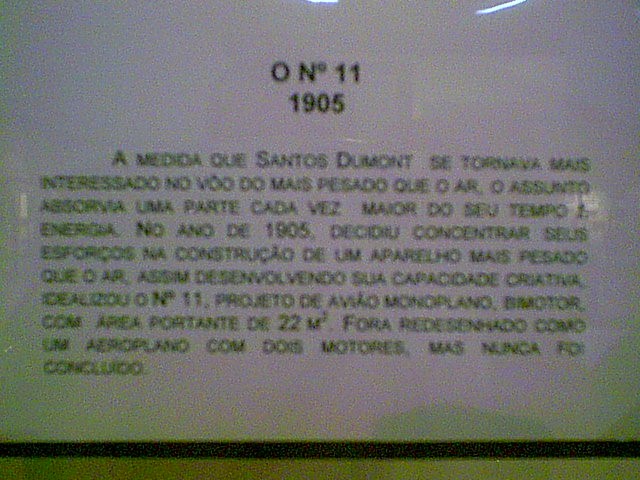 O Nº 11
1905
A MEDIDA QUE SANTOS DUMONT SE TORNAVA MAIS
INTERESSADO NO VÔO DO MAIS PESADO QUE O AR, O ASSUNTO
ABSORVIA UMA PARTE CADA VEZ MAIOR DO SEU TEMPO E
ENERGIA. NO ANO DE 1905, DECIDIU CONCENTRAR SEUS
ESFORÇOS NA CONSTRUÇÃO DE UM APARELHO MAIS PESADO
QUE O AR, ASSIM DESENVOLVENDO SUA CAPACIDADE CRIATIVA,
IDEALIZOU O Nº 11, PROJETO DE AVIÃO MONOPLANO, BIMOTOR,
COM ÁREA PORTANTE DE 22 M². FORA REDESENHADO COMO
UM AEROPLANO COM DOIS MOTORES, MAS NUNCA FOI
CONCLUÍDO.